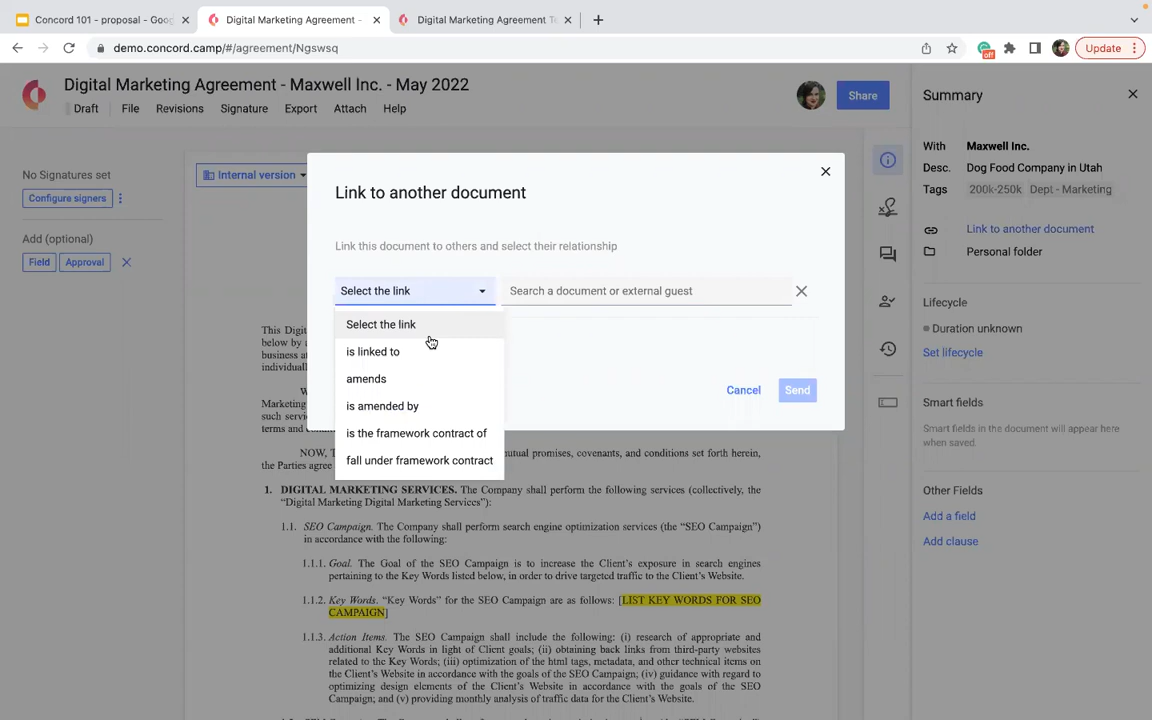 Concord 101 - proposal - Goo
Digital Marketing Agreement -
Digital Marketing Agreement Te
demo.concord.camp/#/agreement/Ngswsq
off
Update
Digital Marketing Agreement - Maxwell Inc. - May 2022
Draft File Revisions Signature Export Attach Help
Share
Summary
With Maxwell Inc.
Desc. Dog Food Company in Utah
Tags 200k-250k Dept - Marketing
Link to another document
Personal folder
Lifecycle
Duration unknown
Set lifecycle
Smart fields
Smart fields in the document will appear here
when saved.
Other Fields
Add a field
Add clause
No Signatures set
Configure signers
Add (optional)
Field Approval
Internal version
Link to another document
Link this document to others and select their relationship
Select the link
Search a document or external guest
Select the link
is linked to
amends
is amended by
is the framework contract of
fall under framework contract
Cancel Send
This Digi
below by a
business at
individuall
W
Marketing
such servic
terms and c
NOW, T
mutual promises, covenants, and conditions set forth herein,
the Parties agree
1. DIGITAL MARKETING SERVICES. The Company shall perform the following services (collectively, the
“Digital Marketing Digital Marketing Services”):
1.1. SEO Campaign. The Company shall perform search engine optimization services (the “SEO Campaign”)
in accordance with the following:
1.1.1. Goal. The Goal of the SEO Campaign is to increase the Client’s exposure in search engines
pertaining to the Key Words listed below, in order to drive targeted traffic to the Client’s Website.
1.1.2. Key Words. “Key Words” for the SEO Campaign are as follows: [LIST KEY WORDS FOR SEO
CAMPAIGN]
1.1.3. Action Items. The SEO Campaign shall include the following: (i) research of appropriate and
additional Key Words in light of Client goals; (ii) obtaining back links from third-party websites
related to the Key Words; (iii) optimization of the html tags, metadata, and other technical items on
the Client’s Website in accordance with the goals of the SEO Campaign; (iv) guidance with regard to
optimizing design elements of the Client’s Website in accordance with the goals of the SEO
Campaign; and (v) providing monthly analysis of traffic data for the Client’s Website.